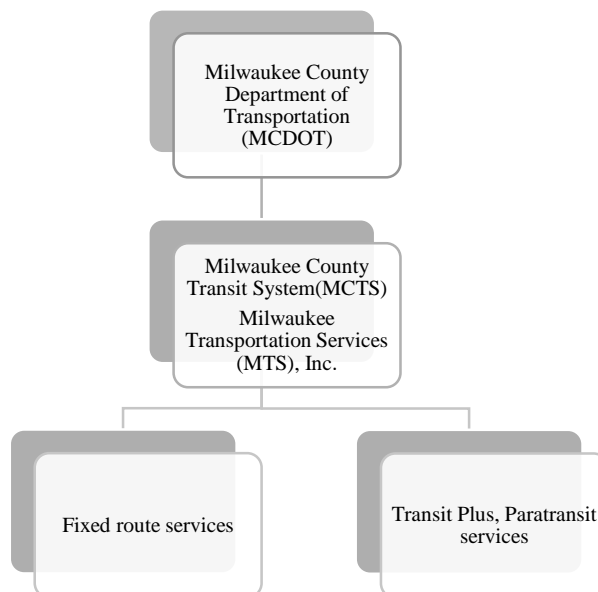 Milwaukee County
Department of
Transportation
(MCDOT)
Milwaukee County
Transit System(MCTS)
Milwaukee
Transportation Services
(MTS), Inc.
Fixed route services
Transit Plus, Paratransit
services